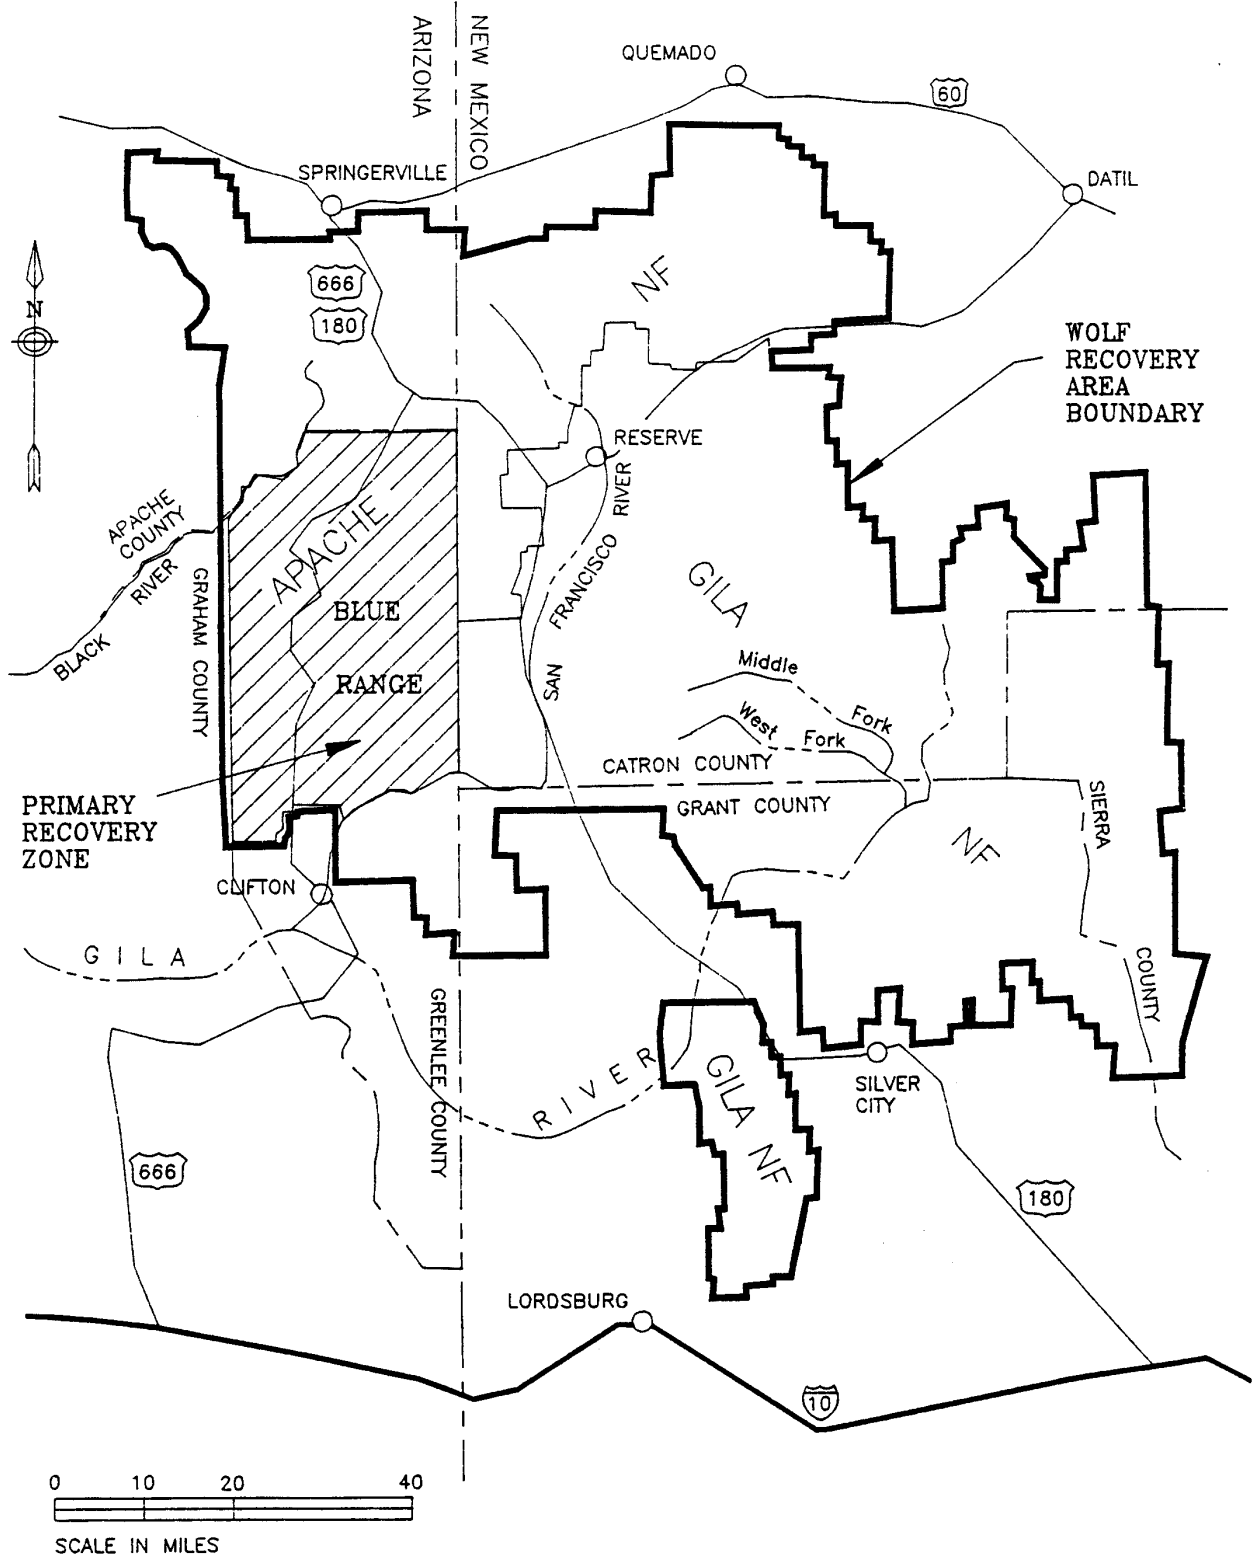 ARIZONA
NEW MEXICO
QUEMADO
60
SPRINGERVILLE
DATIL
666
180
NF
N
WOLF
RECOVERY
AREA
BOUNDARY
RESERVE
APACHE
COUNTY
BLACK RIVER
GRAHAM COUNTY
APACHE
BLUE
RANGE
SAN FRANCISCO RIVER
GILA
Middle Fork
West Fork
CATRON COUNTY
GRANT COUNTY
PRIMARY
RECOVERY
ZONE
NF
SIERRA COUNTY
CLIFTON
GILA RIVER
GREENLEE COUNTY
GILA NF
SILVER
CITY
666
180
LORDSBURG
10
0 10 20 40
SCALE IN MILES